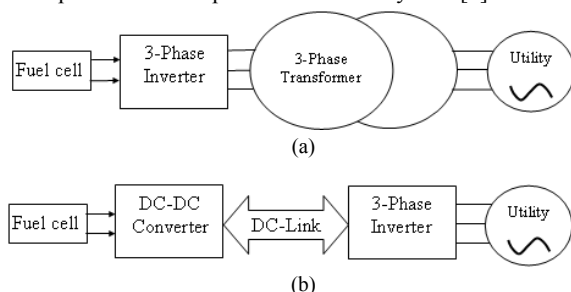 Fuel cell
3-Phase
Inverter
3-Phase
Transformer
Utility
(a)
Fuel cell
DC-DC
Converter
DC-Link
3-Phase
Inverter
Utility
(b)